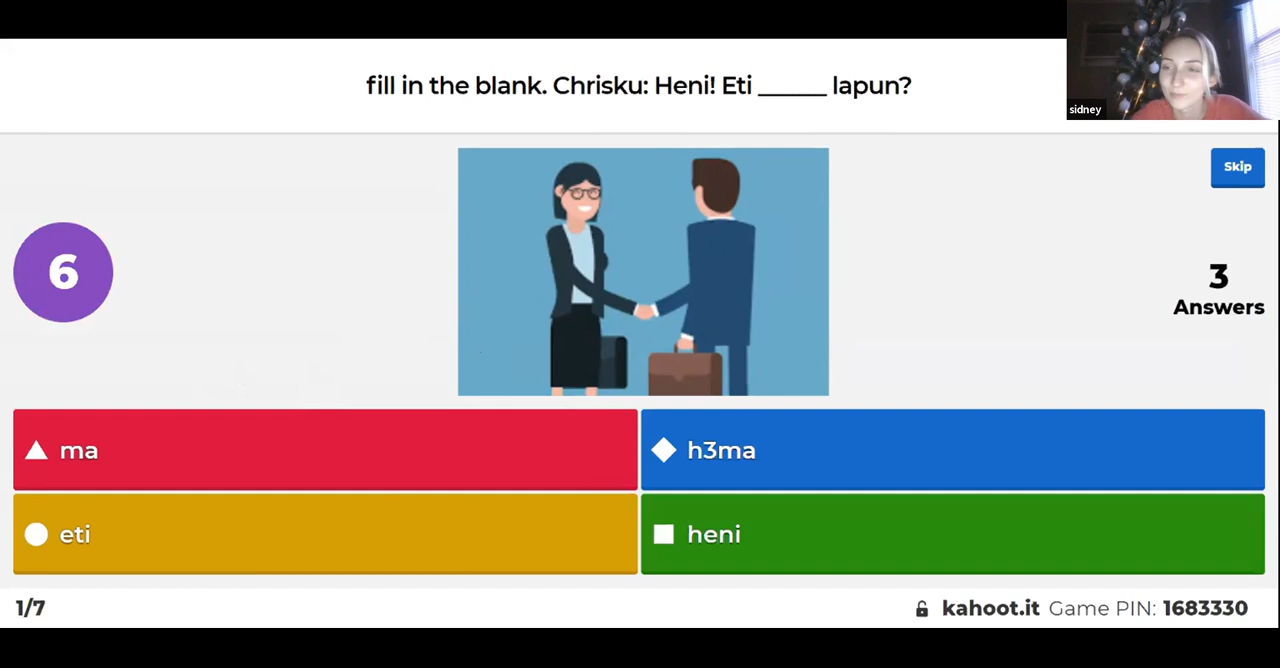 fill in the blank. Chrisku: Heni! Eti ______ lapun?
sidney
Skip
6
3
Answers
ma
h3ma
eti
heni
1/7
kahoot.it Game PIN: 1683330